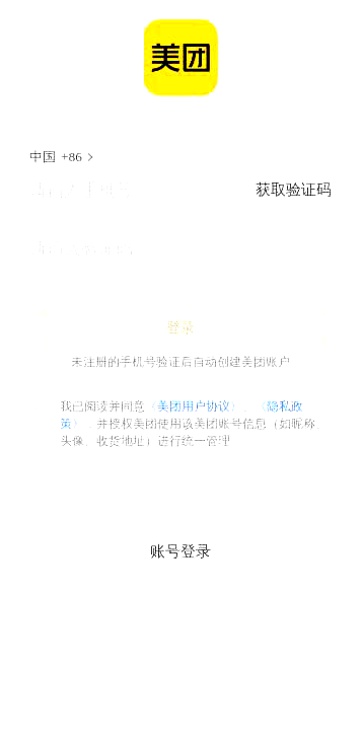 美团
中国 +86 >
获取验证码
登录
未注册的手机号验证后自动创建美团账户
我已阅读并同意《美团用户协议》、《隐私政
策》，并授权美团使用该美团账号信息（如昵称、
头像、收货地址）进行统一管理
账号登录